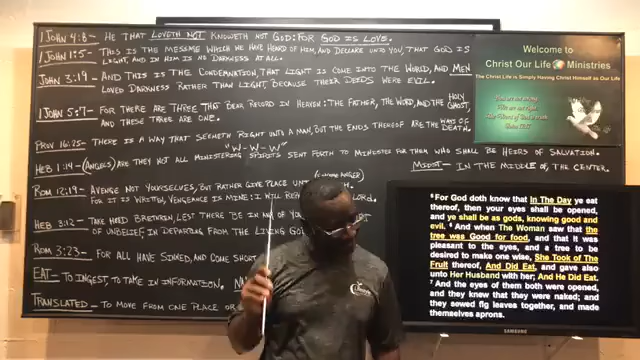 1 John 4:8 - He that loveth not knoweth not God: for God is love.
1 John 1:5 - This is the message which we have heard of him, and declare unto you, that God is
light, and in him is no darkness at all.
John 3:19 - And this is the condemnation, that light is come into the world, and men
loved darkness rather than light, because their deeds were evil.
1 John 5:7 - For there are three that bear record in heaven: the Father, the Word, and the Holy
Ghost,
and these three are one.
Prov 16:25 - There is a way that seemeth right unto a man, but the ends thereof are the ways of
death.
"W-W-W"
Heb 1:14 - (Angels) are they not all ministering spirits sent forth to minister for them who shall be heirs of salvation.
Midst - In the middle of the center.
Rom 12:19 - Avenge not yourselves, but rather give place
for it is written, vengeance is mine: I will
Lord.
Heb 3:12 - Take heed brethren, lest there be in
of you
of unbelief, in departing from the living God
Rom 3:23 - For all have sinned, and come short
Eat - To ingest, to take in information.
Translated - To move from one place or
Welcome to
Christ Our Life Ministries
The Christ Life is Simply Having Christ Himself as Our Life
⁵For God doth know that In The Day ye eat
thereof, then your eyes shall be opened,
and ye shall be as gods, knowing good and
evil. ⁶ And when The Woman saw that the
tree was Good for food, and that it was
pleasant to the eyes, and a tree to be
desired to make one wise, She Took of The
Fruit thereof, And Did Eat, and gave also
unto Her Husband with her; And He Did Eat.
⁷ And the eyes of them both were opened,
and they knew that they were naked; and
they sewed fig leaves together, and made
themselves aprons.
SAMSUNG